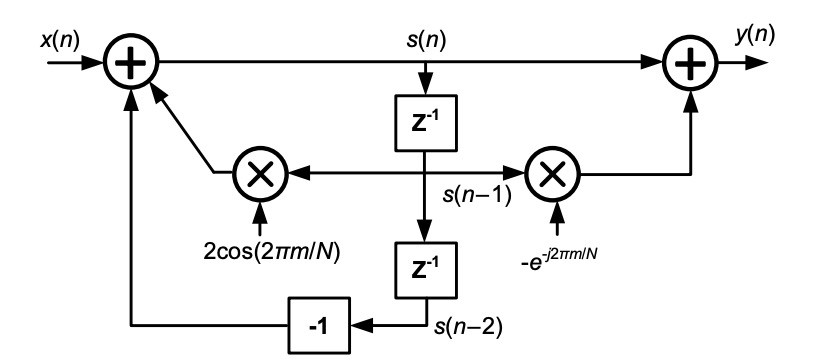 x(n)
s(n)
y(n)
+
+
Z⁻¹
×
×
s(n−1)
2cos(2πm/N)
-e^-j2πm/N
Z⁻¹
-1
s(n−2)